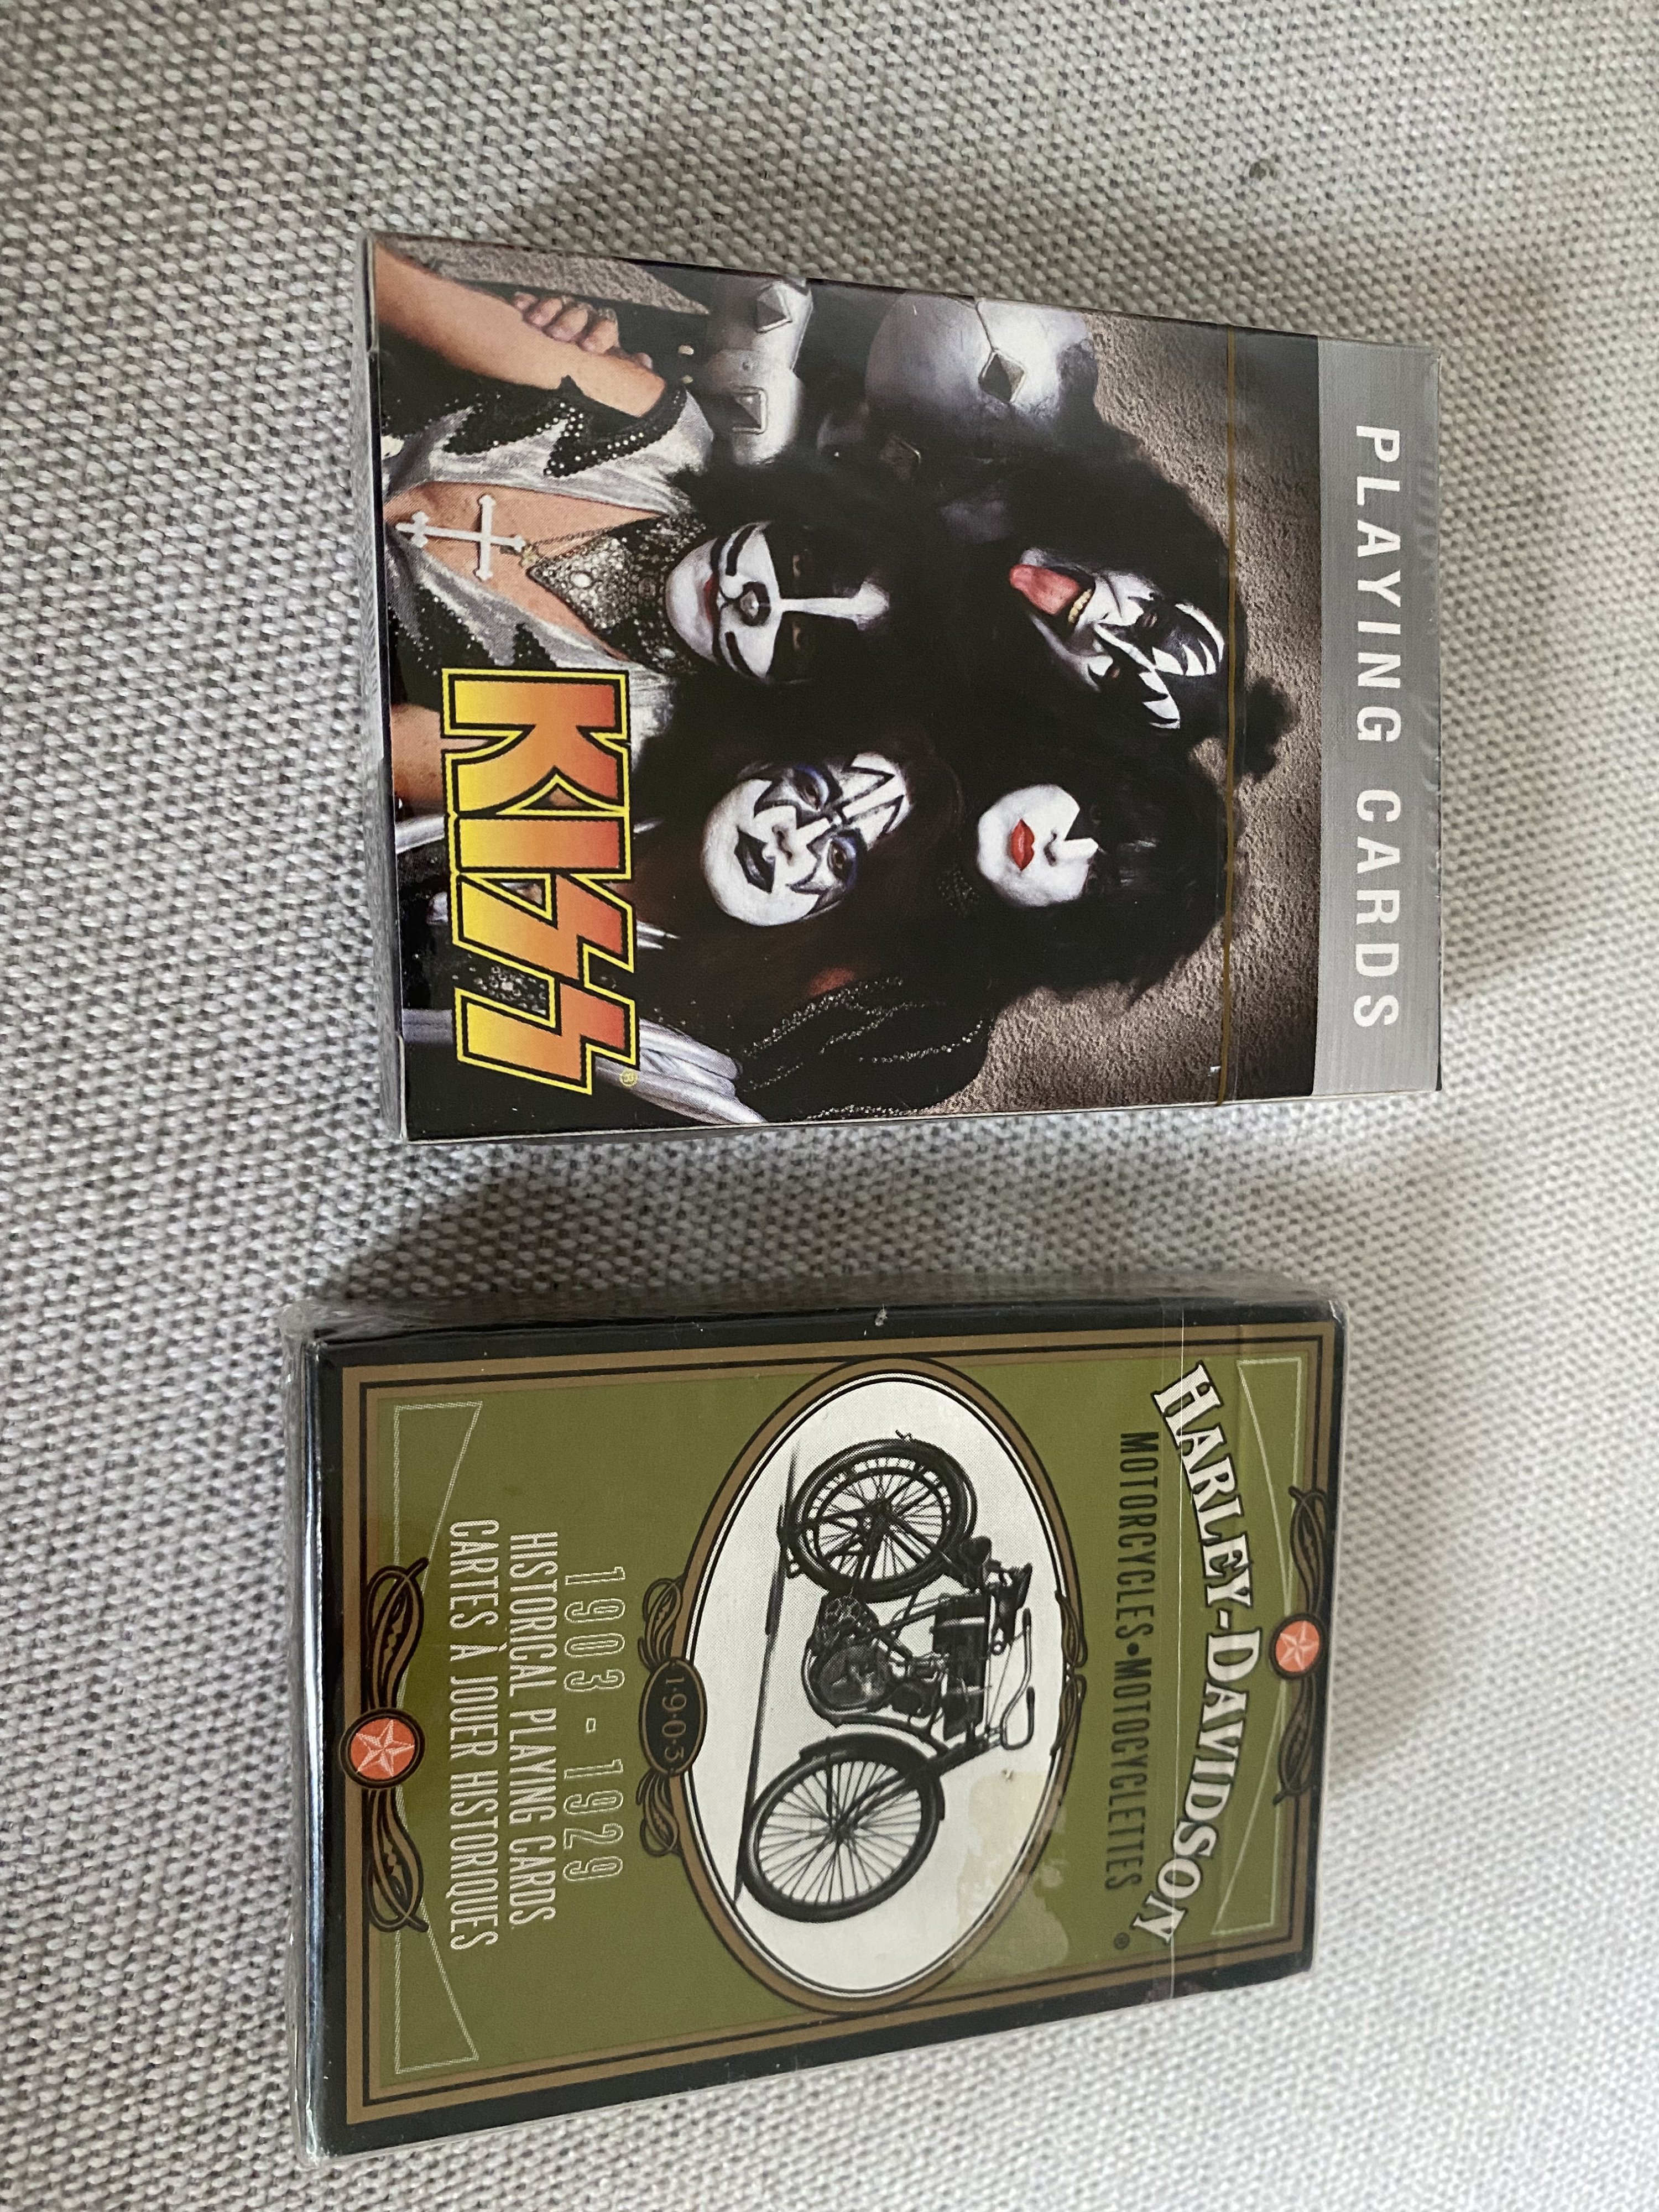 PLAYING CARDS
KISS®
HARLEY-DAVIDSON®
MOTORCYCLES•MOTOCYCLETTES
1•9•0•3
1903 - 1929
HISTORICAL PLAYING CARDS
CARTES À JOUER HISTORIQUES